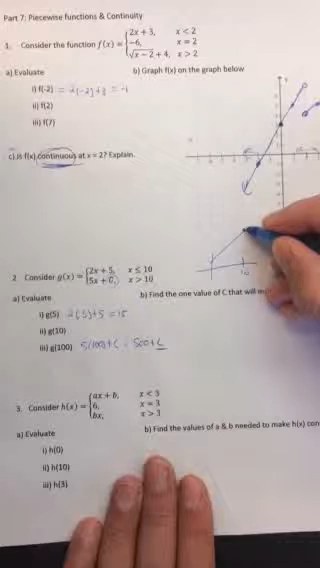 Part 7: Piecewise functions & Continuity
1. Consider the function f(x) = { 2x + 3, x < 2
−6, x = 2
√x − 2 + 4, x > 2
a) Evaluate b) Graph f(x) on the graph below
i) f(-2) = 2(-2)+3 = -1
ii) f(2)
iii) f(7)
c) Is f(x) continuous at x = 2? Explain.
2 Consider g(x) = { 2x + 5, x ≤ 10
5x + C, x > 10
a) Evaluate b) Find the one value of C that will
i) g(5) 2(5)+5 = 15
ii) g(10)
iii) g(100) 5(100)+C = 500+C
10
3. Consider h(x) = { ax + b, x < 3
6, x = 3
bx, x > 3
a) Evaluate b) Find the values of a & b needed to make h(x) con
i) h(0)
ii) h(10)
iii) h(3)